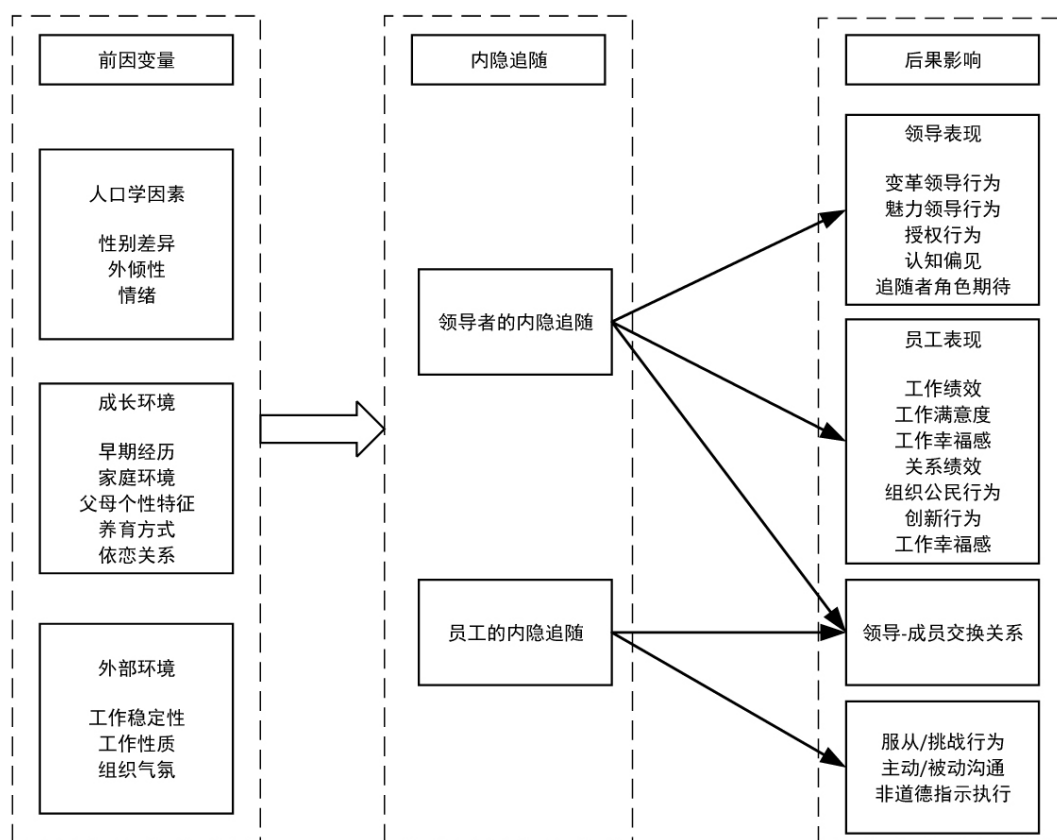 前因变量
人口学因素
性别差异
外倾性
情绪
成长环境
早期经历
家庭环境
父母个性特征
养育方式
依恋关系
外部环境
工作稳定性
工作性质
组织气氛
内隐追随
领导者的内隐追随
员工的内隐追随
后果影响
领导表现
变革领导行为
魅力领导行为
授权行为
认知偏见
追随者角色期待
员工表现
工作绩效
工作满意度
工作幸福感
关系绩效
组织公民行为
创新行为
工作幸福感
领导-成员交换关系
服从/挑战行为
主动/被动沟通
非道德指示执行